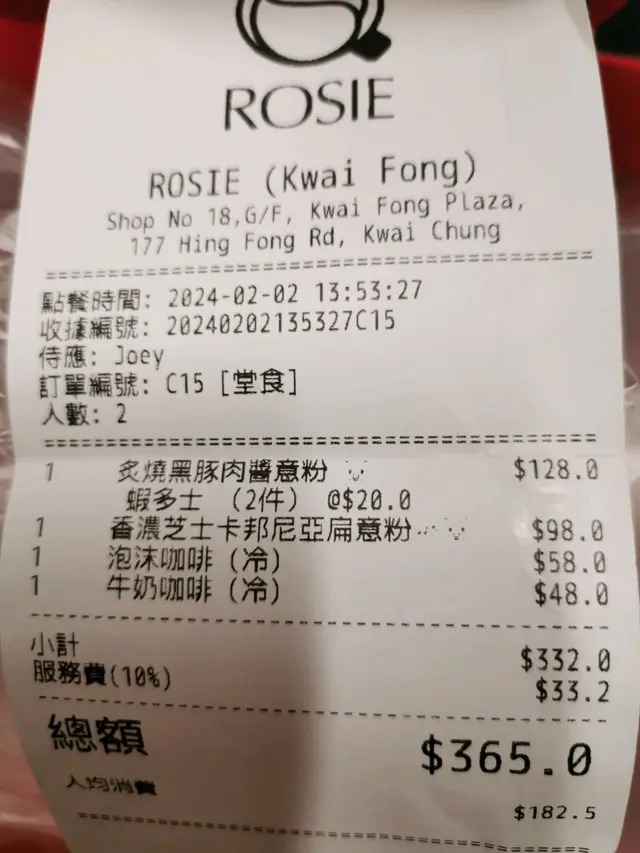 ROSIE
ROSIE (Kwai Fong)
Shop No 18,G/F, Kwai Fong Plaza,
177 Hing Fong Rd, Kwai Chung
點餐時間: 2024-02-02 13:53:27
收據編號: 20240202135327C15
侍應: Joey
訂單編號: C15 [堂食]
人數: 2
1 炙燒黑豚肉醬意粉 $128.0
蝦多士 (2件) @$20.0
1 香濃芝士卡邦尼亞扁意粉 $98.0
1 泡沫咖啡 (冷) $58.0
1 牛奶咖啡 (冷) $48.0
小計 $332.0
服務費(10%) $33.2
總額 $365.0
人均消費 $182.5